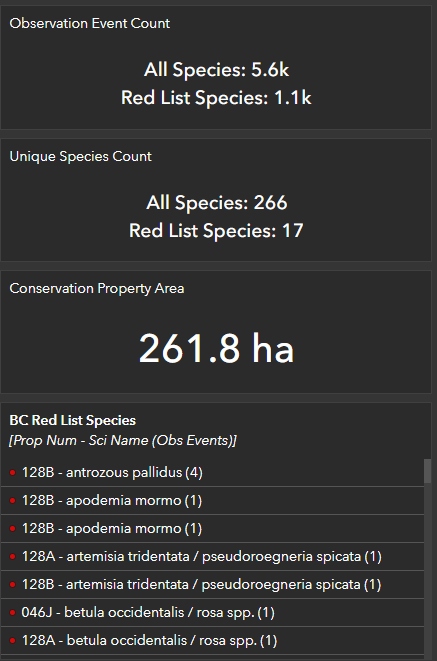 Observation Event Count
All Species: 5.6k
Red List Species: 1.1k
Unique Species Count
All Species: 266
Red List Species: 17
Conservation Property Area
261.8 ha
BC Red List Species
[Prop Num - Sci Name (Obs Events)]
128B - antrozous pallidus (4)
128B - apodemia mormo (1)
128B - apodemia mormo (1)
128A - artemisia tridentata / pseudoroegneria spicata (1)
128B - artemisia tridentata / pseudoroegneria spicata (1)
046J - betula occidentalis / rosa spp. (1)
128A - betula occidentalis / rosa spp. (1)